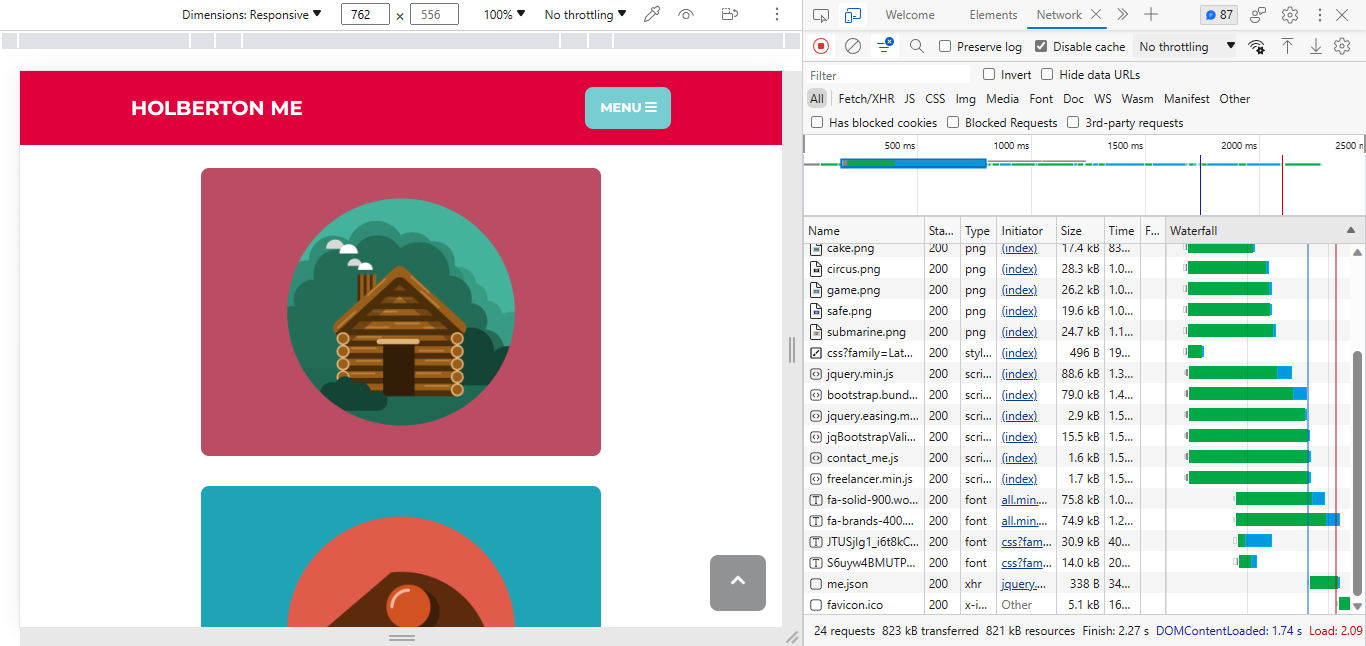 Dimensions: Responsive 762 × 556 100% No throttling
Welcome Elements Network 87
Preserve log Disable cache No throttling
Filter Invert Hide data URLs
All Fetch/XHR JS CSS Img Media Font Doc WS Wasm Manifest Other
Has blocked cookies Blocked Requests 3rd-party requests
500 ms 1000 ms 1500 ms 2000 ms 2500 m
HOLBERTON ME MENU
Name Sta... Type Initiator Size Time F... Waterfall
cake.png 200 png (index) 17.4 kB 83...
circus.png 200 png (index) 28.3 kB 1.0...
game.png 200 png (index) 26.2 kB 1.0...
safe.png 200 png (index) 19.6 kB 1.0...
submarine.png 200 png (index) 24.7 kB 1.1...
css?family=Lat... 200 styl... (index) 496 B 19...
jquery.min.js 200 scri... (index) 88.6 kB 1.3...
bootstrap.bund... 200 scri... (index) 79.0 kB 1.4...
jquery.easing.m... 200 scri... (index) 2.9 kB 1.5...
jqBootstrapVali... 200 scri... (index) 15.5 kB 1.5...
contact_me.js 200 scri... (index) 1.6 kB 1.5...
freelancer.min.js 200 scri... (index) 1.7 kB 1.5...
fa-solid-900.wo... 200 font all.min.... 75.8 kB 1.0...
fa-brands-400.... 200 font all.min.... 74.9 kB 1.2...
JTUSjIg1_i6t8kC... 200 font css?fam... 30.9 kB 40...
S6uyw4BMUTP... 200 font css?fam... 14.0 kB 20...
me.json 200 xhr jquery.... 338 B 34...
favicon.ico 200 x-i... Other 5.1 kB 16...
24 requests 823 kB transferred 821 kB resources Finish: 2.27 s DOMContentLoaded: 1.74 s Load: 2.09